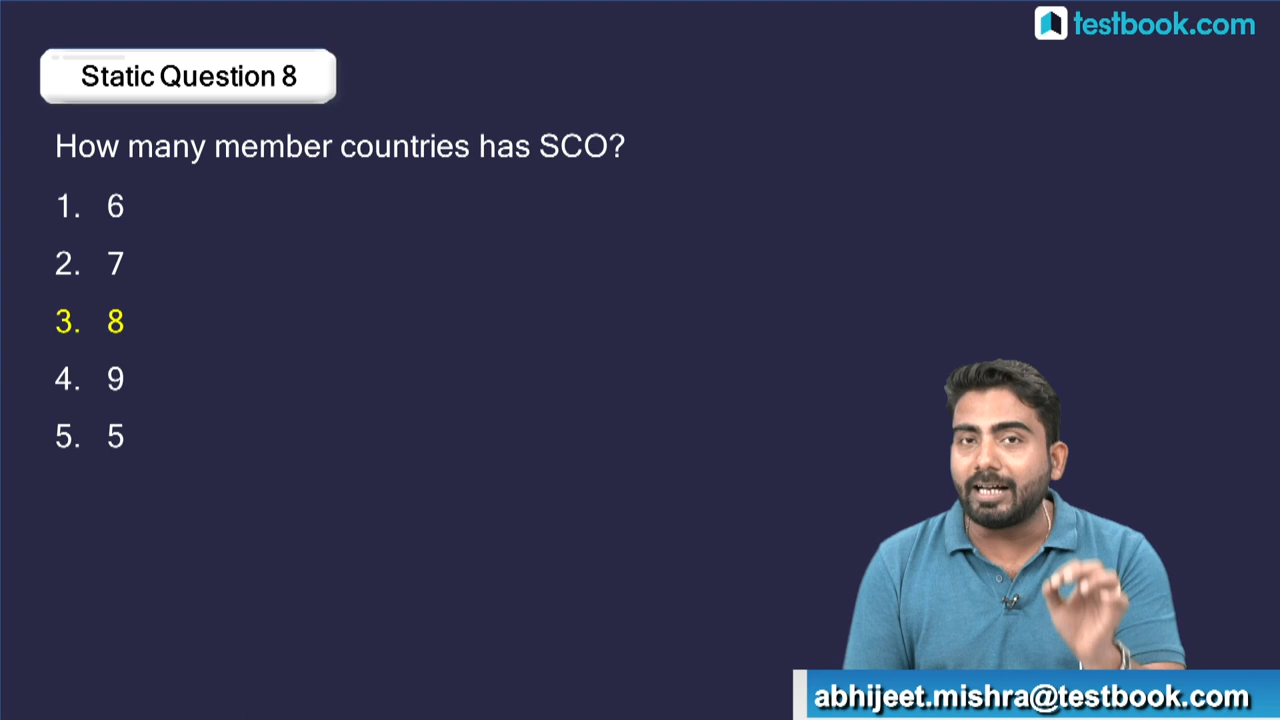 testbook.com
Static Question 8
How many member countries has SCO?
1. 6
2. 7
3. 8
4. 9
5. 5
abhijeet.mishra@testbook.com